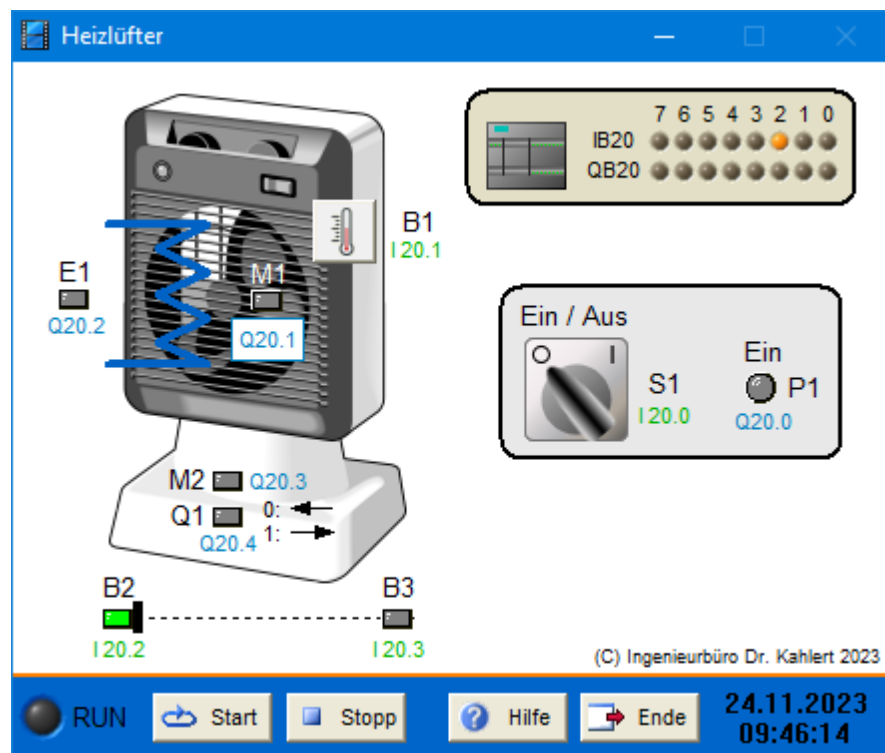 Heizlüfter
7 6 5 4 3 2 1 0
IB20
QB20
B1
I 20.1
E1
Q20.2
M1
Q20.1
Ein / Aus
O I
S1
I 20.0
Ein
P1
Q20.0
M2 Q20.3
Q1 0:
1:
Q20.4
B2 B3
I 20.2 I 20.3
(C) Ingenieurbüro Dr. Kahlert 2023
RUN Start Stopp Hilfe Ende
24.11.2023
09:46:14